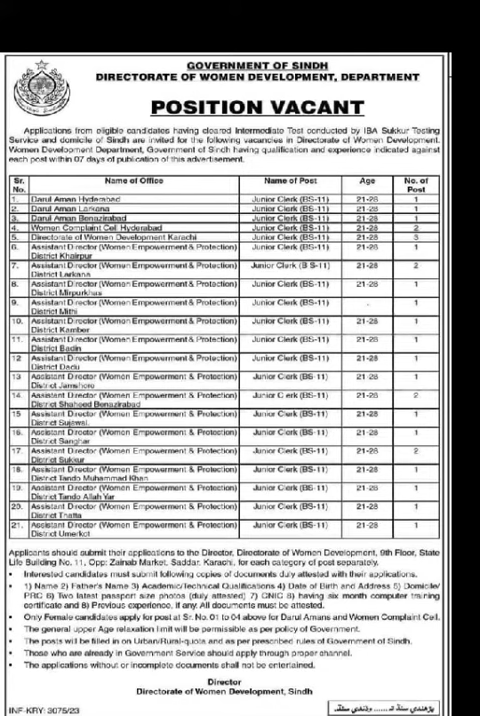 GOVERNMENT OF SINDH
DIRECTORATE OF WOMEN DEVELOPMENT, DEPARTMENT
POSITION VACANT
Applications from eligible candidates having cleared Intermediate Test conducted by IBA Sukkur Testing
Service and domicile of Sindh are invited for the following vacancies in Directorate of Women Development,
Women Development Department, Government of Sindh having qualification and experience indicated against
each post within 07 days of publication of this advertisement.
Sr. No. Name of Office Name of Post Age No. of Post
1. Darul Aman Hyderabad Junior Clerk (BS-11) 21-28 1
2. Darul Aman Larkana Junior Clerk (BS-11) 21-28 1
3. Darul Aman Benazirabad Junior Clerk (BS-11) 21-28 1
4. Women Complaint Cell Hyderabad Junior Clerk (BS-11) 21-28 2
5. Directorate of Women Development Karachi Junior Clerk (BS-11) 21-28 3
6. Assistant Director (Women Empowerment & Protection) Junior Clerk (BS-11) 21-28 1
District Khairpur
7. Assistant Director (Women Empowerment & Protection) Junior Clerk (B S-11) 21-28 2
District Larkana
8. Assistant Director (Women Empowerment & Protection) Junior Clerk (BS-11) 21-28 1
District Mirpurkhas
9. Assistant Director (Women Empowerment & Protection) Junior Clerk (BS-11) 1
District Mithi
10. Assistant Director (Women Empowerment & Protection) Junior Clerk (BS-11) 21-28 1
District Kamber
11. Assistant Director (Women Empowerment & Protection) Junior Clerk (BS-11) 21-28 1
District Badin
12 Assistant Director (Women Empowerment & Protection) Junior Clerk (BS-11) 21-28 1
District Dadu
13 Assistant Director (Women Empowerment & Protection) Junior Clerk (BS-11) 21-28 1
District Jamshoro
14. Assistant Director (Women Empowerment & Protection) Junior Clerk (BS-11) 21-28 2
District Shaheed Benazirabad
15 Assistant Director (Women Empowerment & Protection) Junior Clerk (BS-11) 21-28 1
District Sujawal.
16. Assistant Director (Women Empowerment & Protection) Junior Clerk (BS-11) 21-28 1
District Sanghar
17. Assistant Director (Women Empowerment & Protection) Junior Clerk (BS-11) 21-28 2
District Sukkur
18. Assistant Director (Women Empowerment & Protection) Junior Clerk (BS-11) 21-28 1
District Tando Muhammad Khan
19. Assistant Director (Women Empowerment & Protection) Junior Clerk (BS-11) 21-28 1
District Tando Allah Yar
20. Assistant Director (Women Empowerment & Protection) Junior Clerk (BS-11) 21-28 1
District Thatta
21. Assistant Director (Women Empowerment & Protection) Junior Clerk (BS-11) 21-28 1
District Umerkot
Applicants should submit their applications to the Director, Directorate of Women Development, 9th Floor, State
Life Building No. 11, Opp: Zainab Market, Saddar, Karachi, for each category of post separately.
• Interested candidates must submit following copies of documents duly attested with their applications.
• 1) Name 2) Father's Name 3) Academic/Technical Qualifications 4) Date of Birth and Address 5) Domicile/
PRC 6) Two latest passport size photos (duly attested) 7) CNIC 8) having six month computer training
certificate and 8) Previous experience, if any. All documents must be attested.
• Only Female candidates apply for post at Sr. No. 01 to 04 above for Darul Amans and Women Complaint Cell.
• The general upper Age relaxation limit will be permissible as per policy of Government.
• The posts will be filled in on Urban/Rural-quota and as per prescribed rules of Government of Sindh.
• Those who are already in Government Service should apply through proper channel.
• The applications without or incomplete documents shall not be entertained.
Director
Directorate of Women Development, Sindh
INF-KRY: 3075/23